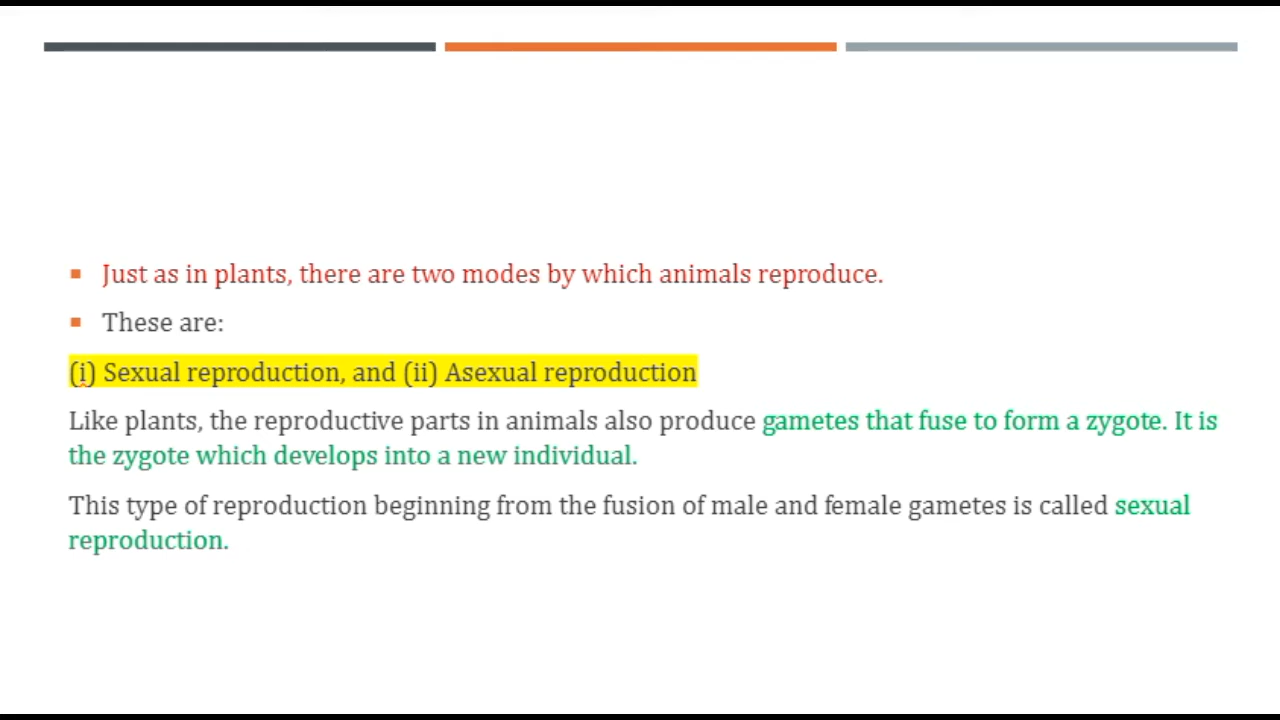 Just as in plants, there are two modes by which animals reproduce.
These are:
(i) Sexual reproduction, and (ii) Asexual reproduction
Like plants, the reproductive parts in animals also produce gametes that fuse to form a zygote. It is
the zygote which develops into a new individual.
This type of reproduction beginning from the fusion of male and female gametes is called sexual
reproduction.